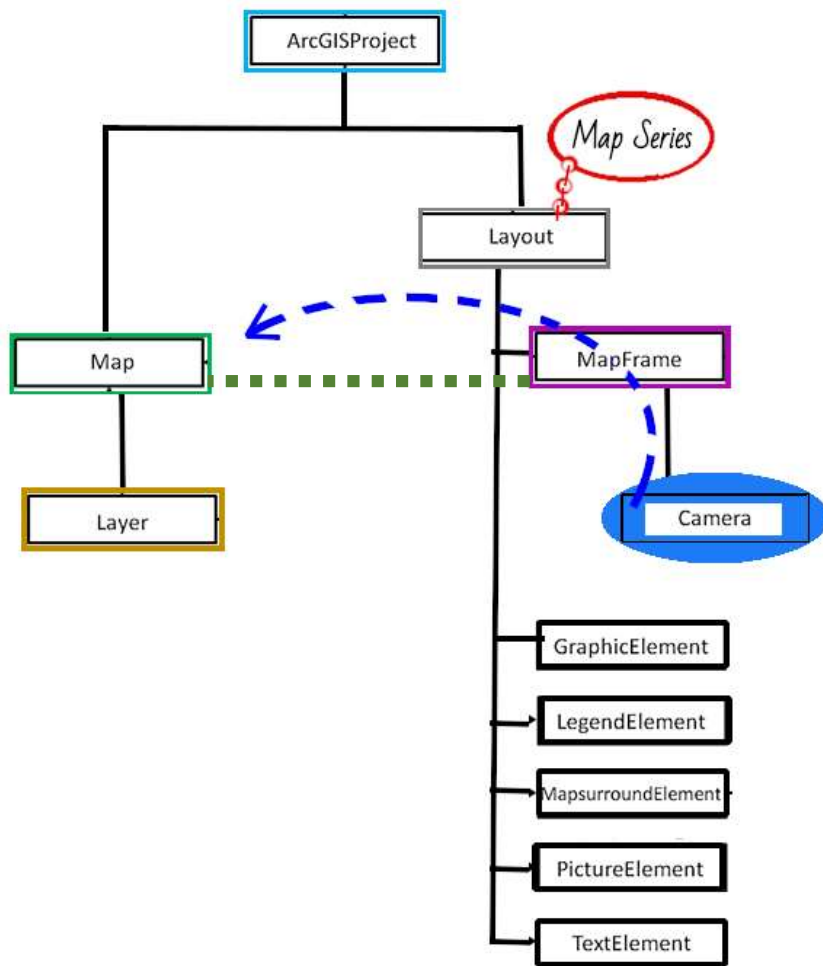 ArcGISProject
Map Series
Layout
Map
MapFrame
Layer
Camera
GraphicElement
LegendElement
MapsurroundElement
PictureElement
TextElement